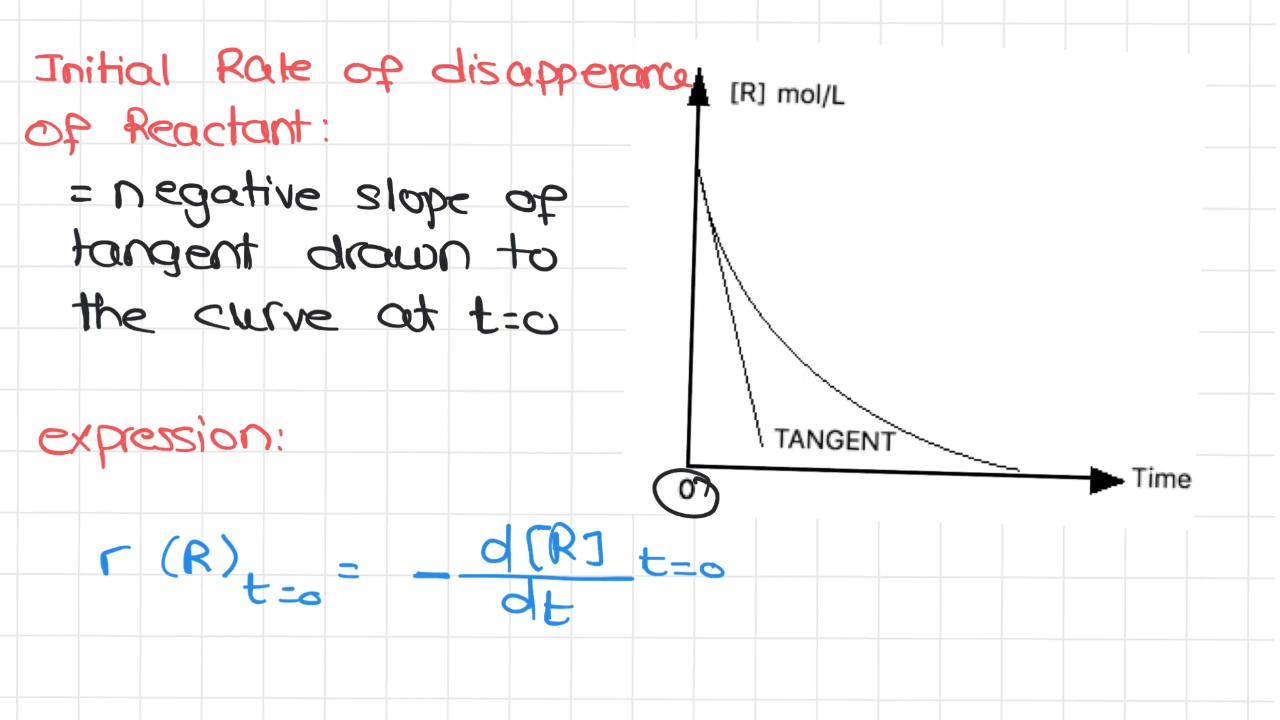 Initial Rate of disapperance
of Reactant:
= negative slope of
tangent drawn to
the curve at t=0
[R] mol/L
TANGENT
Time
0
expression:
r (R)t=0 = - d[R]/dt t=0